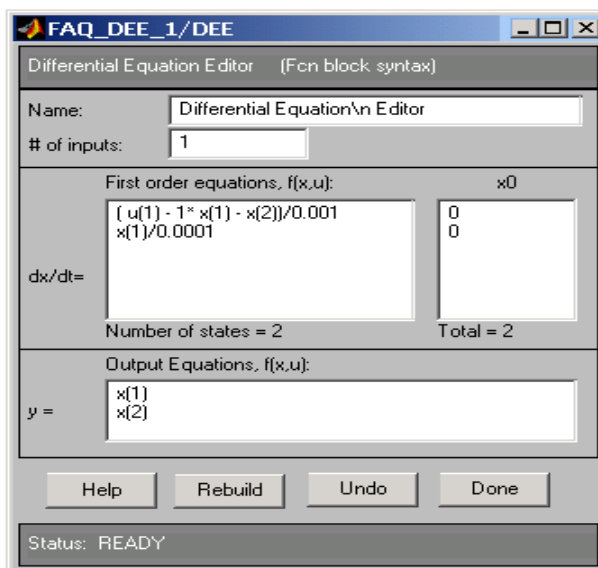 FAQ_DEE_1/DEE
Differential Equation Editor (Fcn block syntax)
Name: Differential Equation\n Editor
# of inputs: 1
First order equations, f(x,u): x0
( u(1) - 1* x(1) - x(2))/0.001 0
x(1)/0.0001 0
dx/dt=
Number of states = 2 Total = 2
Output Equations, f(x,u):
x(1)
x(2)
y =
Help Rebuild Undo Done
Status: READY